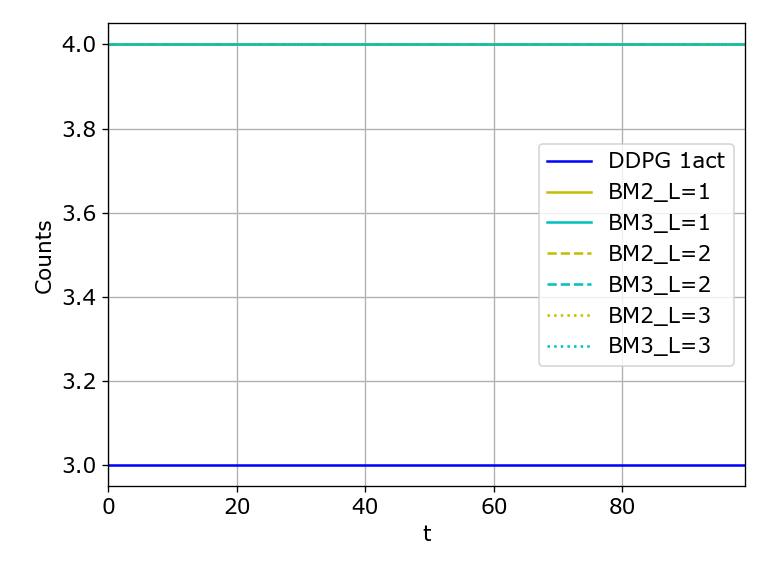 4.0
3.8
3.6
3.4
3.2
3.0
Counts
0 20 40 60 80
t
DDPG 1act
BM2_L=1
BM3_L=1
BM2_L=2
BM3_L=2
BM2_L=3
BM3_L=3